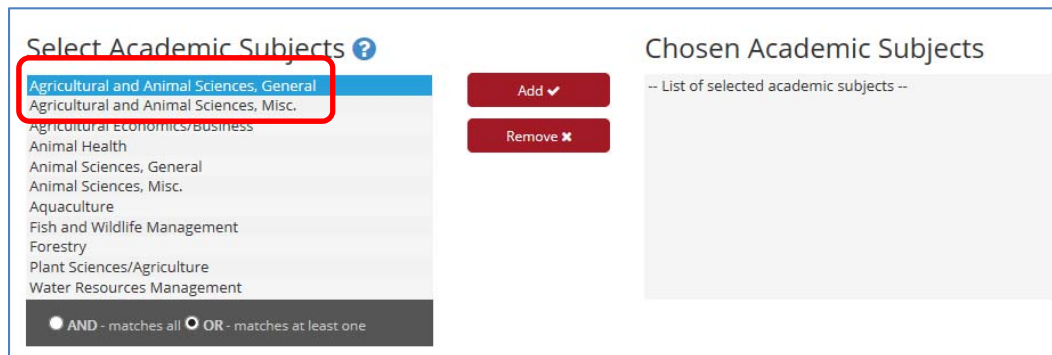 Select Academic Subjects ?
Agricultural and Animal Sciences, General
Agricultural and Animal Sciences, Misc.
Agricultural Economics/Business
Animal Health
Animal Sciences, General
Animal Sciences, Misc.
Aquaculture
Fish and Wildlife Management
Forestry
Plant Sciences/Agriculture
Water Resources Management
AND - matches all OR - matches at least one
Add
Remove
Chosen Academic Subjects
-- List of selected academic subjects --